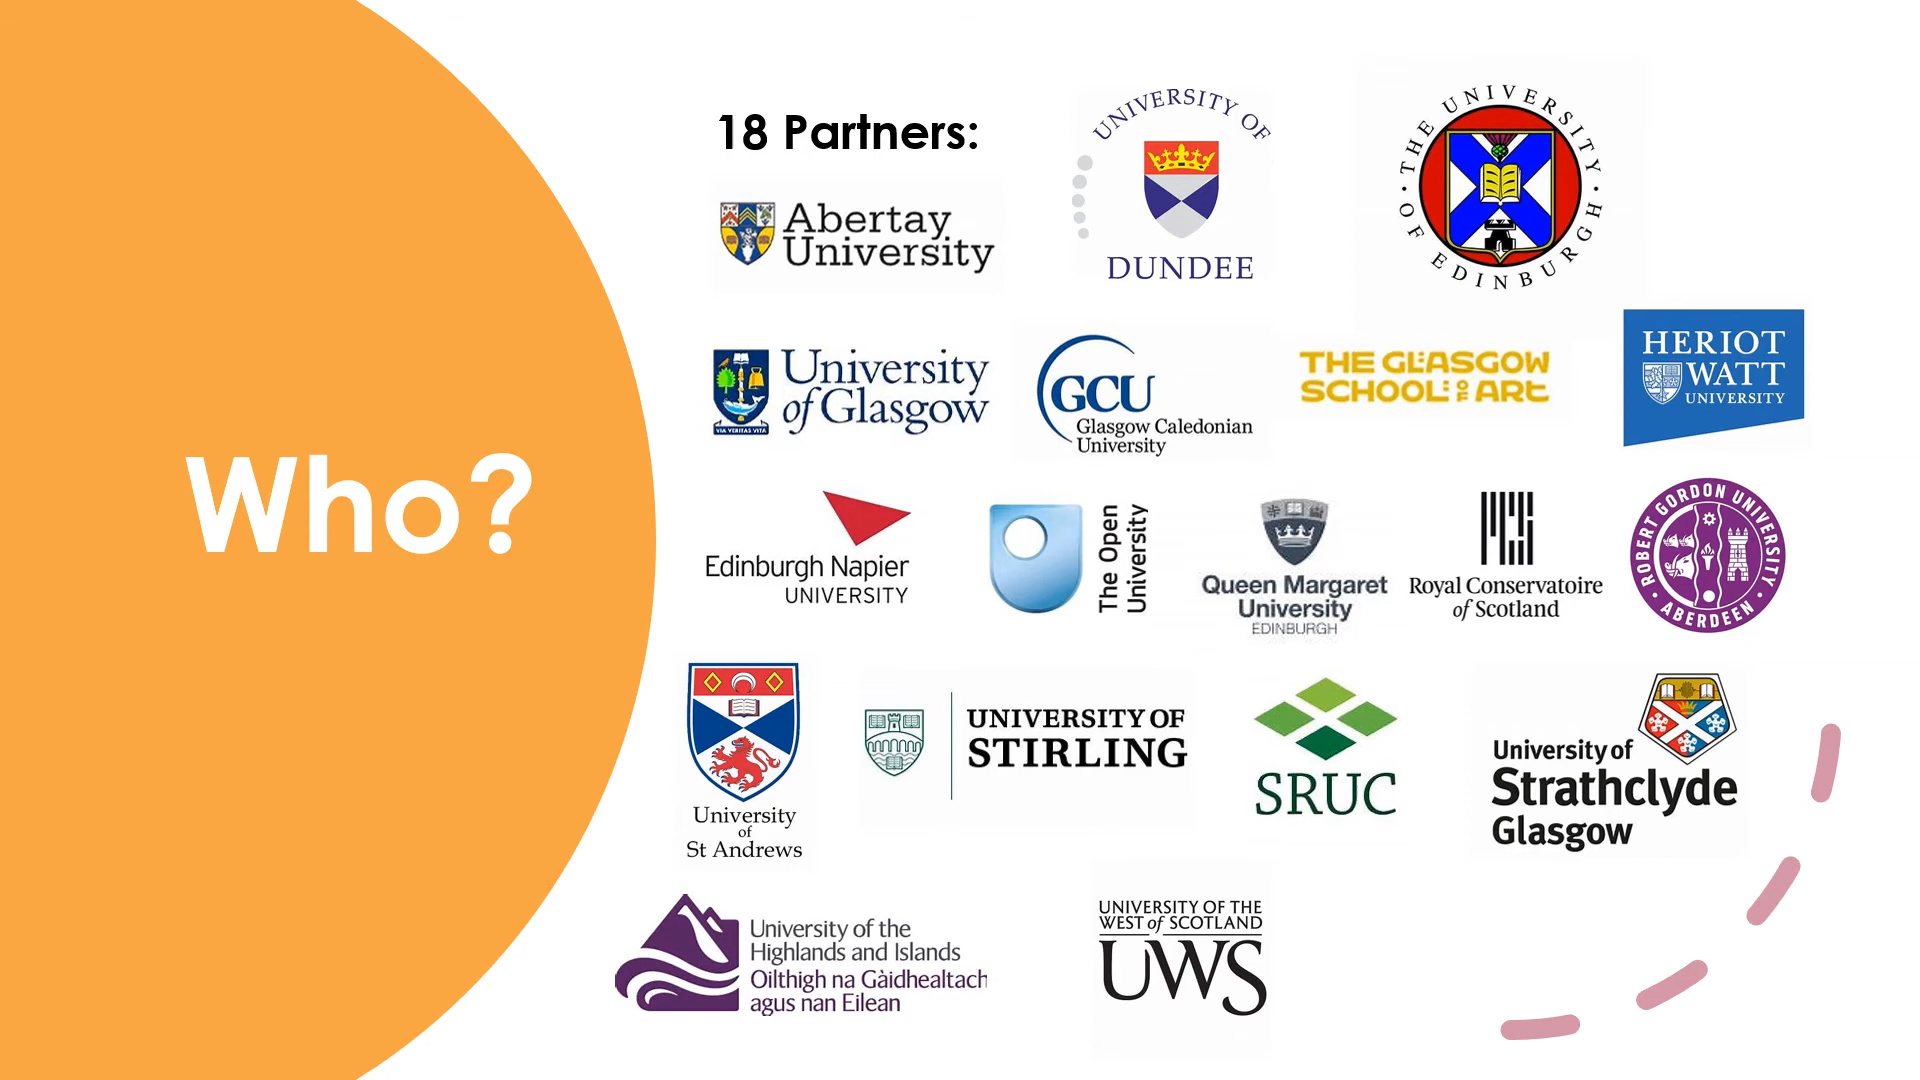 Who?
18 Partners:
Abertay
University
UNIVERSITY OF
DUNDEE
THE UNIVERSITY
OF EDINBURGH
University
of Glasgow
VIA VERITAS VITA
GCU
Glasgow Caledonian
University
THE GLASGOW
SCHOOL OF ART
HERIOT
WATT
UNIVERSITY
Edinburgh Napier
UNIVERSITY
The Open
University
Queen Margaret
University
EDINBURGH
Royal Conservatoire
of Scotland
ROBERT GORDON UNIVERSITY
ABERDEEN
University
of
St Andrews
UNIVERSITY OF
STIRLING
SRUC
University of
Strathclyde
Glasgow
University of the
Highlands and Islands
Oilthigh na Gàidhealtachd
agus nan Eilean
UNIVERSITY OF THE
WEST of SCOTLAND
UWS